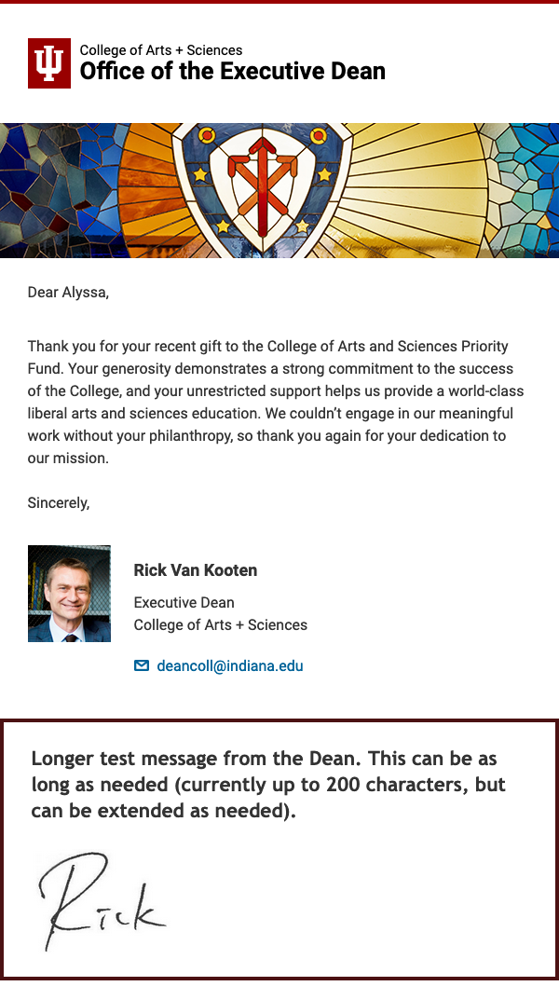 College of Arts + Sciences
Office of the Executive Dean
Dear Alyssa,
Thank you for your recent gift to the College of Arts and Sciences Priority
Fund. Your generosity demonstrates a strong commitment to the success
of the College, and your unrestricted support helps us provide a world-class
liberal arts and sciences education. We couldn’t engage in our meaningful
work without your philanthropy, so thank you again for your dedication to
our mission.
Sincerely,
Rick Van Kooten
Executive Dean
College of Arts + Sciences
deancoll@indiana.edu
Longer test message from the Dean. This can be as
long as needed (currently up to 200 characters, but
can be extended as needed).
Rick